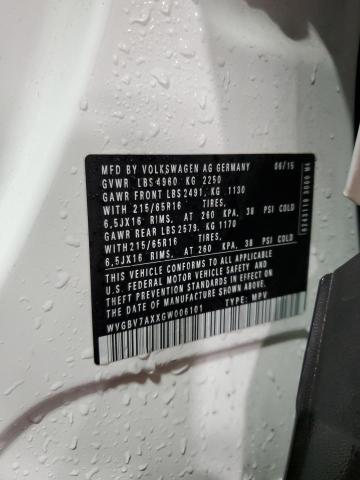 MFD BY VOLKSWAGEN AG GERMANY 06/15
GVWR LBS 4960 KG 2250
GAWR FRONT LBS 2491, KG 1130
WITH 215/65R16 TIRES,
6,5JX16 RIMS, AT 260 KPA, 38 PSI COLD
GAWR REAR LBS 2579, KG 1170
WITH 215/65R16 TIRES,
6,5JX16 RIMS, AT 260 KPA, 38 PSI COLD
THIS VEHICLE CONFORMS TO ALL APPLICABLE
U.S. FEDERAL MOTOR VEHICLE SAFETY AND
THEFT PREVENTION STANDARDS IN EFFECT ON
DATE OF MANUFACTURE SHOWN ABOVE.
WVGBV7AXXGW006101 TYPE: MPV